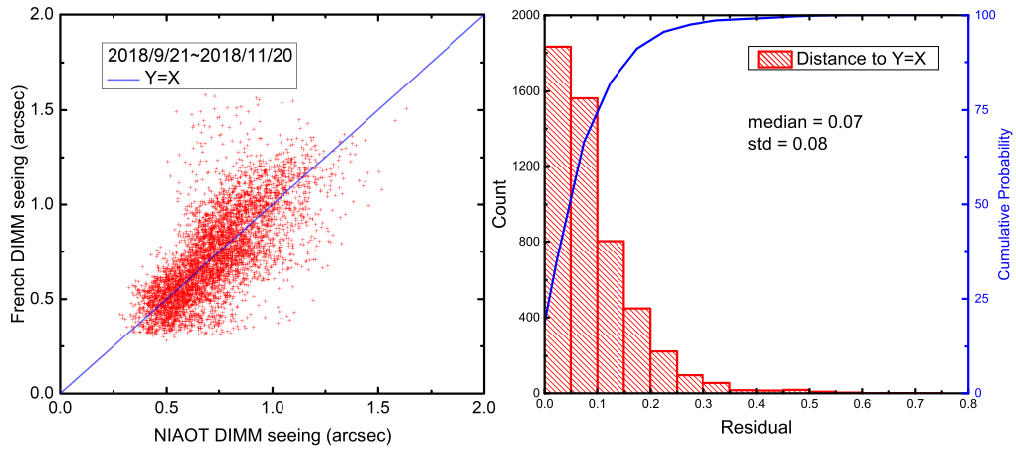 2.0
1.5
1.0
0.5
0.0
French DIMM seeing (arcsec)
2018/9/21~2018/11/20
Y=X
0.0 0.5 1.0 1.5 2.0
NIAOT DIMM seeing (arcsec)
2000
1600
1200
800
400
0
Count
Distance to Y=X
median = 0.07
std = 0.08
100
75
50
25
0
Cumulative Probability
0.0 0.1 0.2 0.3 0.4 0.5 0.6 0.7 0.8
Residual